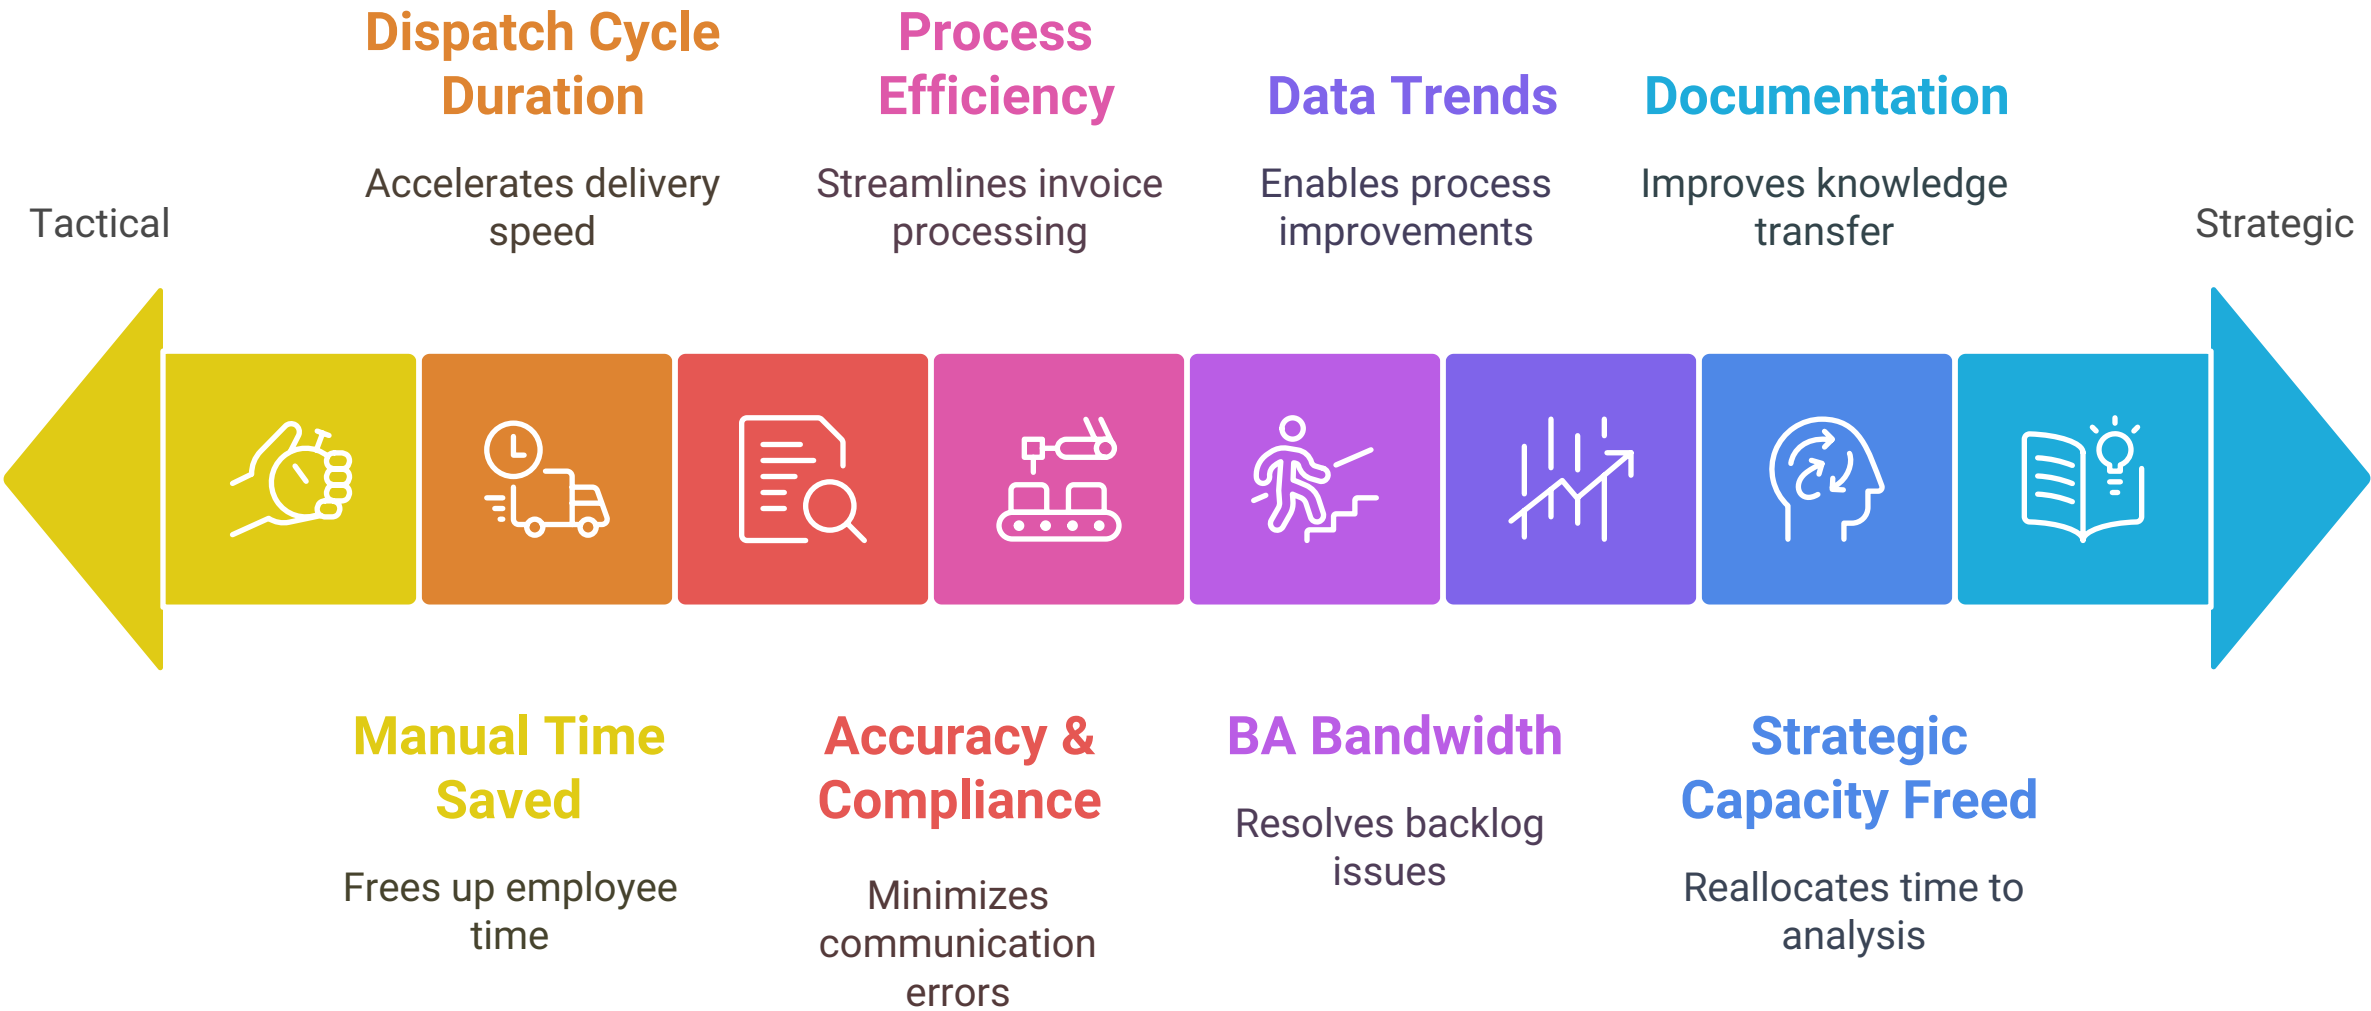 Dispatch Cycle
Duration
Accelerates delivery
speed
Process
Efficiency
Streamlines invoice
processing
Data Trends
Enables process
improvements
Documentation
Improves knowledge
transfer
Tactical
Strategic
Manual Time
Saved
Frees up employee
time
Accuracy &
Compliance
Minimizes
communication
errors
BA Bandwidth
Resolves backlog
issues
Strategic
Capacity Freed
Reallocates time to
analysis